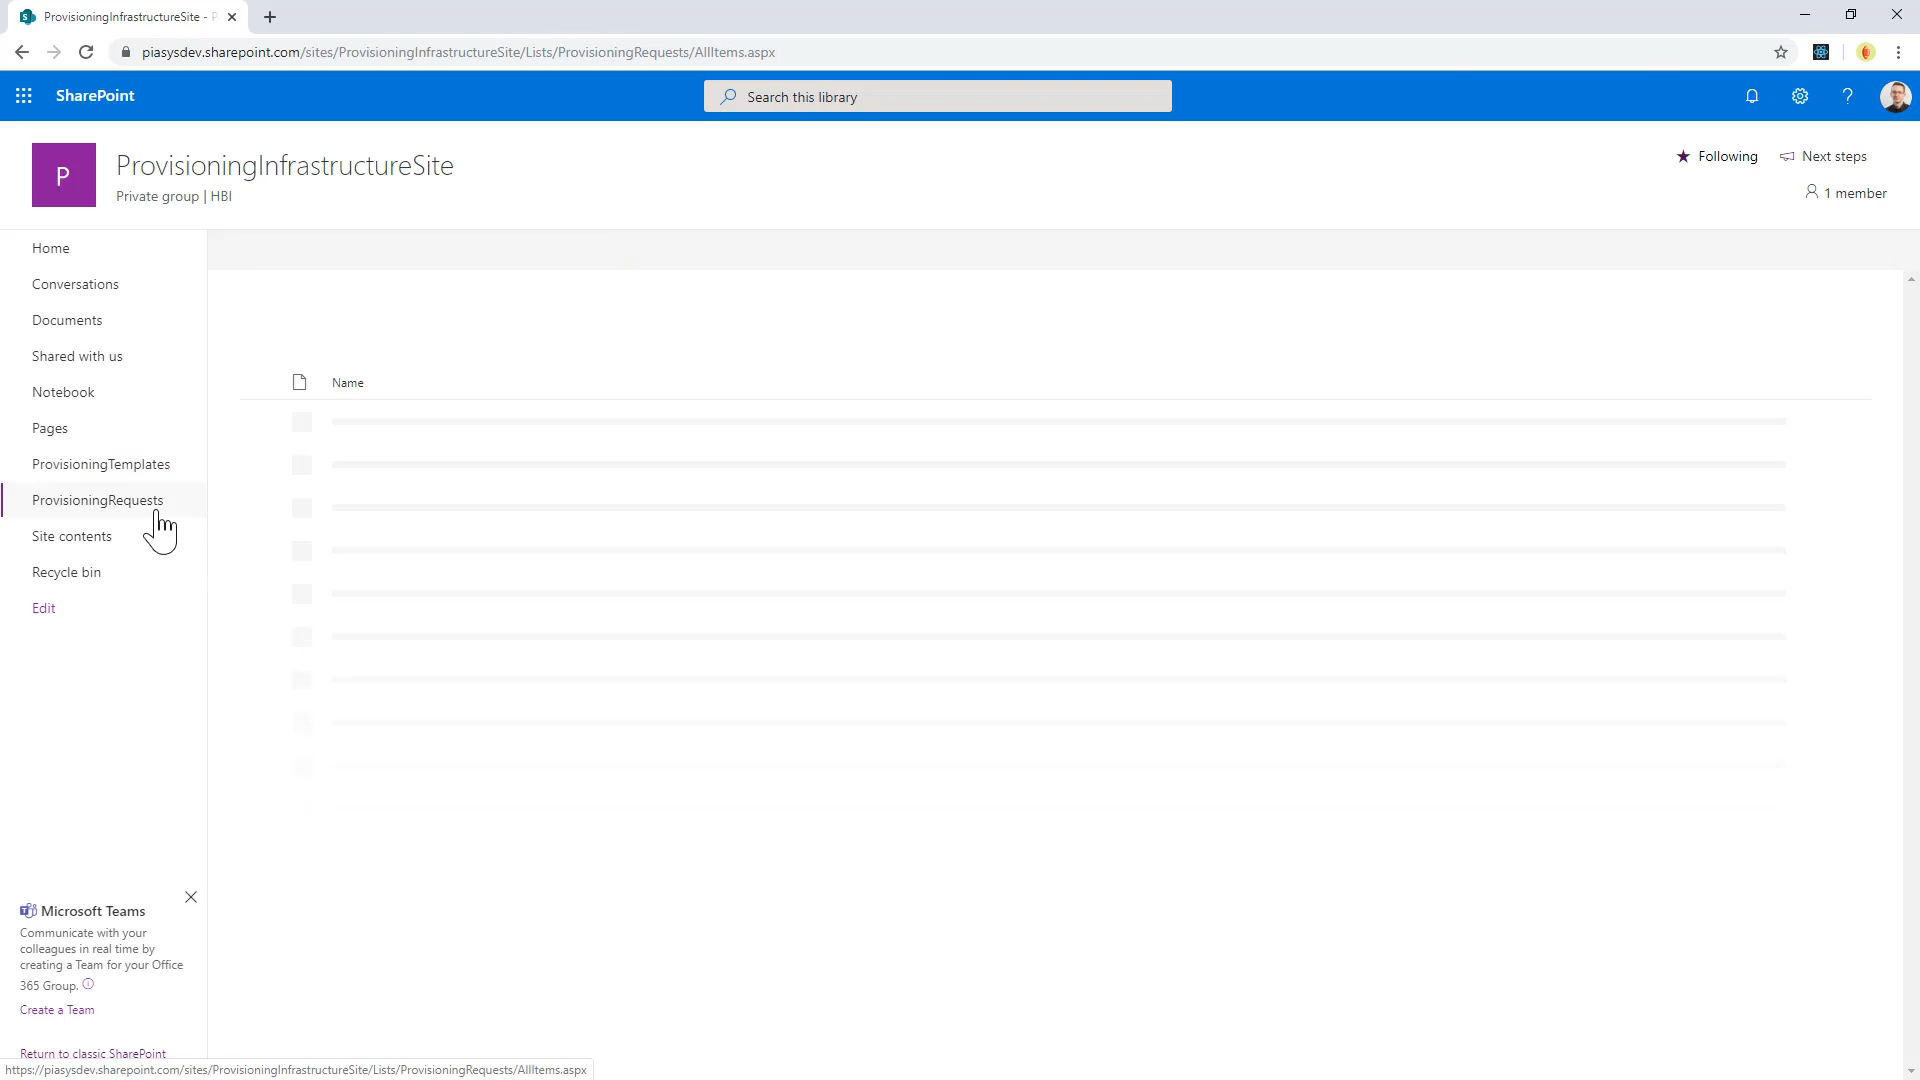 ProvisioningInfrastructureSite - P
piasysdev.sharepoint.com/sites/ProvisioningInfrastructureSite/Lists/ProvisioningRequests/AllItems.aspx
SharePoint
Search this library
P
ProvisioningInfrastructureSite
Private group | HBI
Following
Next steps
1 member
Home
Conversations
Documents
Shared with us
Notebook
Pages
ProvisioningTemplates
ProvisioningRequests
Site contents
Recycle bin
Edit
Name
Microsoft Teams
Communicate with your
colleagues in real time by
creating a Team for your Office
365 Group.
Create a Team
Return to classic SharePoint
https://piasysdev.sharepoint.com/sites/ProvisioningInfrastructureSite/Lists/ProvisioningRequests/AllItems.aspx